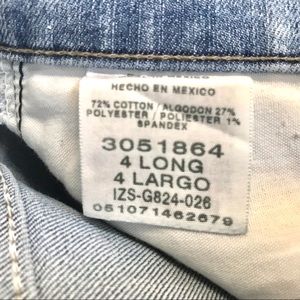 HECHO EN MEXICO
72% COTTON/ALGODON 27%
POLYESTER/POLIESTER 1%
SPANDEX
3051864
4 LONG
4 LARGO
IZS-G824-026
051071462679